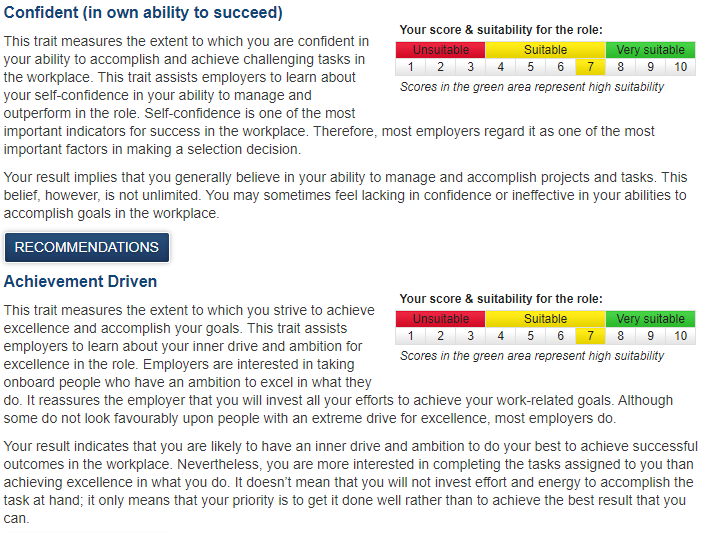 Confident (in own ability to succeed)
Your score & suitability for the role:
Unsuitable Suitable Very suitable
1 2 3 4 5 6 7 8 9 10
Scores in the green area represent high suitability
This trait measures the extent to which you are confident in
your ability to accomplish and achieve challenging tasks in
the workplace. This trait assists employers to learn about
your self-confidence in your ability to manage and
outperform in the role. Self-confidence is one of the most
important indicators for success in the workplace. Therefore, most employers regard it as one of the most
important factors in making a selection decision.
Your result implies that you generally believe in your ability to manage and accomplish projects and tasks. This
belief, however, is not unlimited. You may sometimes feel lacking in confidence or ineffective in your abilities to
accomplish goals in the workplace.
RECOMMENDATIONS
Achievement Driven
Your score & suitability for the role:
Unsuitable Suitable Very suitable
1 2 3 4 5 6 7 8 9 10
Scores in the green area represent high suitability
This trait measures the extent to which you strive to achieve
excellence and accomplish your goals. This trait assists
employers to learn about your inner drive and ambition for
excellence in the role. Employers are interested in taking
onboard people who have an ambition to excel in what they
do. It reassures the employer that you will invest all your efforts to achieve your work-related goals. Although
some do not look favourably upon people with an extreme drive for excellence, most employers do.
Your result indicates that you are likely to have an inner drive and ambition to do your best to achieve successful
outcomes in the workplace. Nevertheless, you are more interested in completing the tasks assigned to you than
achieving excellence in what you do. It doesn't mean that you will not invest effort and energy to accomplish the
task at hand; it only means that your priority is to get it done well rather than to achieve the best result that you
can.